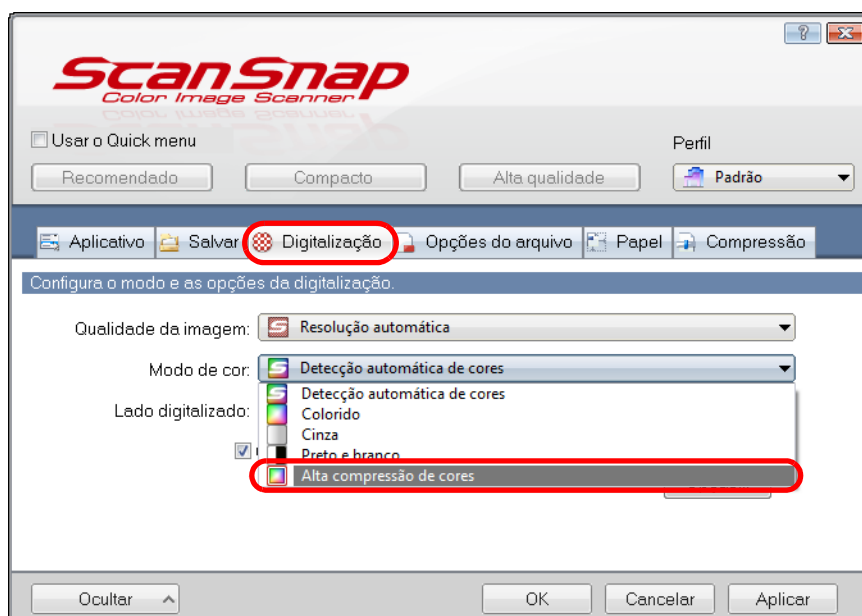 ScanSnap
Color Image Scanner
Usar o Quick menu
Perfil
Recomendado Compacto Alta qualidade Padrão
Aplicativo Salvar Digitalização Opções do arquivo Papel Compressão
Configura o modo e as opções da digitalização.
Qualidade da imagem: Resolução automática
Modo de cor: Detecção automática de cores
Detecção automática de cores
Lado digitalizado: Colorido
Cinza
Preto e branco
Alta compressão de cores
Ocultar OK Cancelar Aplicar